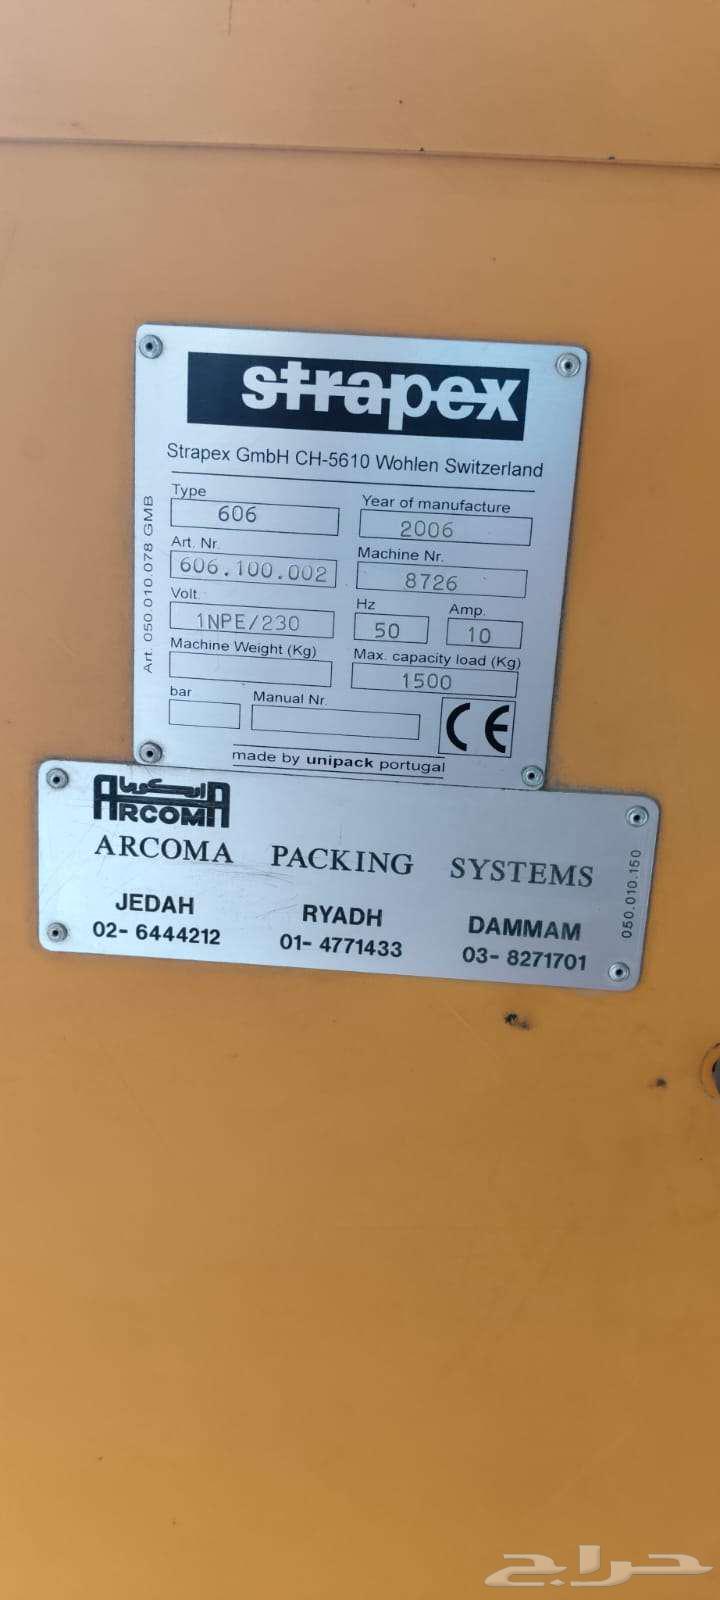 strapex
Strapex GmbH CH-5610 Wohlen Switzerland
Type 606
Year of manufacture 2006
Art. Nr. 606.100.002
Machine Nr. 8726
Volt. 1NPE/230
Hz 50
Amp. 10
Machine Weight (Kg)
Max. capacity load (Kg) 1500
bar
Manual Nr.
CE
made by unipack portugal
Art. 050.010.078 GMB
اريكوما
ARCOMA
ARCOMA PACKING SYSTEMS
JEDAH RYADH DAMMAM
02- 6444212 01- 4771433 03- 8271701
050.010.150
حراج